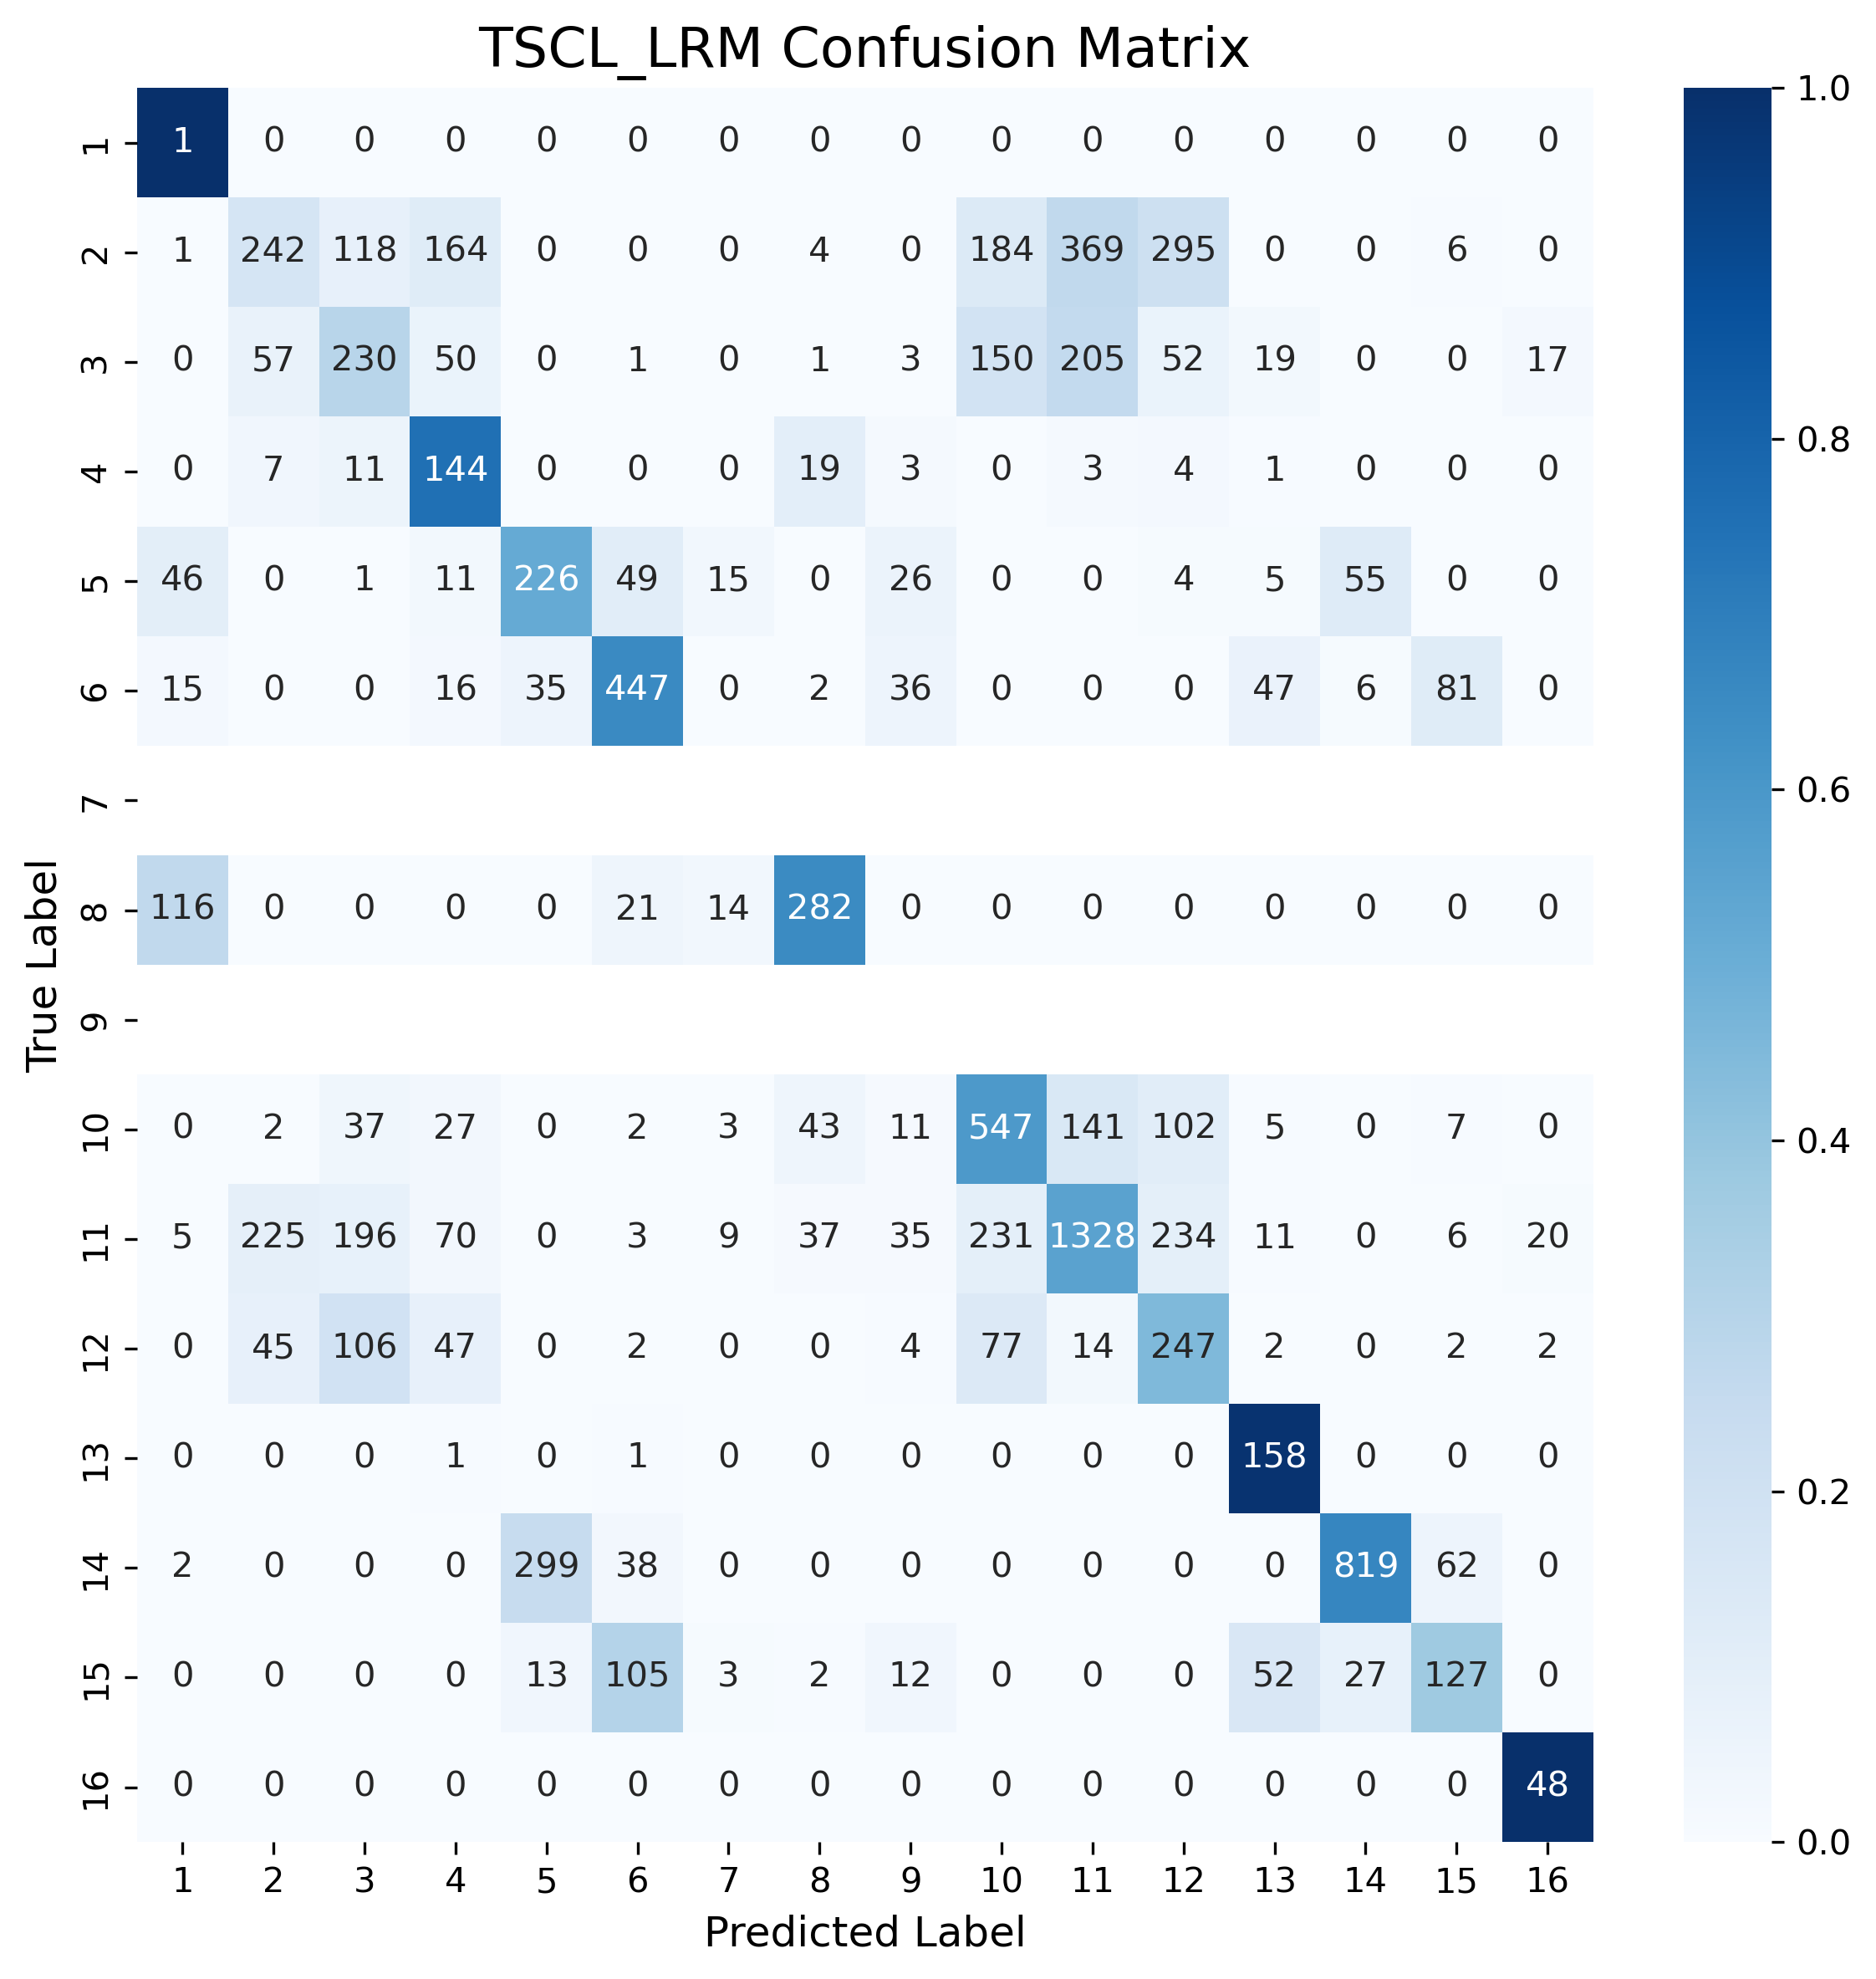 TSCL_LRM Confusion Matrix
1 1 0 0 0 0 0 0 0 0 0 0 0 0 0 0 0
2 1 242 118 164 0 0 0 4 0 184 369 295 0 0 6 0
3 0 57 230 50 0 1 0 1 3 150 205 52 19 0 0 17
4 0 7 11 144 0 0 0 19 3 0 3 4 1 0 0 0
5 46 0 1 11 226 49 15 0 26 0 0 4 5 55 0 0
6 15 0 0 16 35 447 0 2 36 0 0 0 47 6 81 0
7
8 116 0 0 0 0 21 14 282 0 0 0 0 0 0 0 0
9
10 0 2 37 27 0 2 3 43 11 547 141 102 5 0 7 0
11 5 225 196 70 0 3 9 37 35 231 1328 234 11 0 6 20
12 0 45 106 47 0 2 0 0 4 77 14 247 2 0 2 2
13 0 0 0 1 0 1 0 0 0 0 0 0 158 0 0 0
14 2 0 0 0 299 38 0 0 0 0 0 0 0 819 62 0
15 0 0 0 0 13 105 3 2 12 0 0 0 52 27 127 0
16 0 0 0 0 0 0 0 0 0 0 0 0 0 0 0 48
1 2 3 4 5 6 7 8 9 10 11 12 13 14 15 16
Predicted Label
True Label
1.0
0.8
0.6
0.4
0.2
0.0